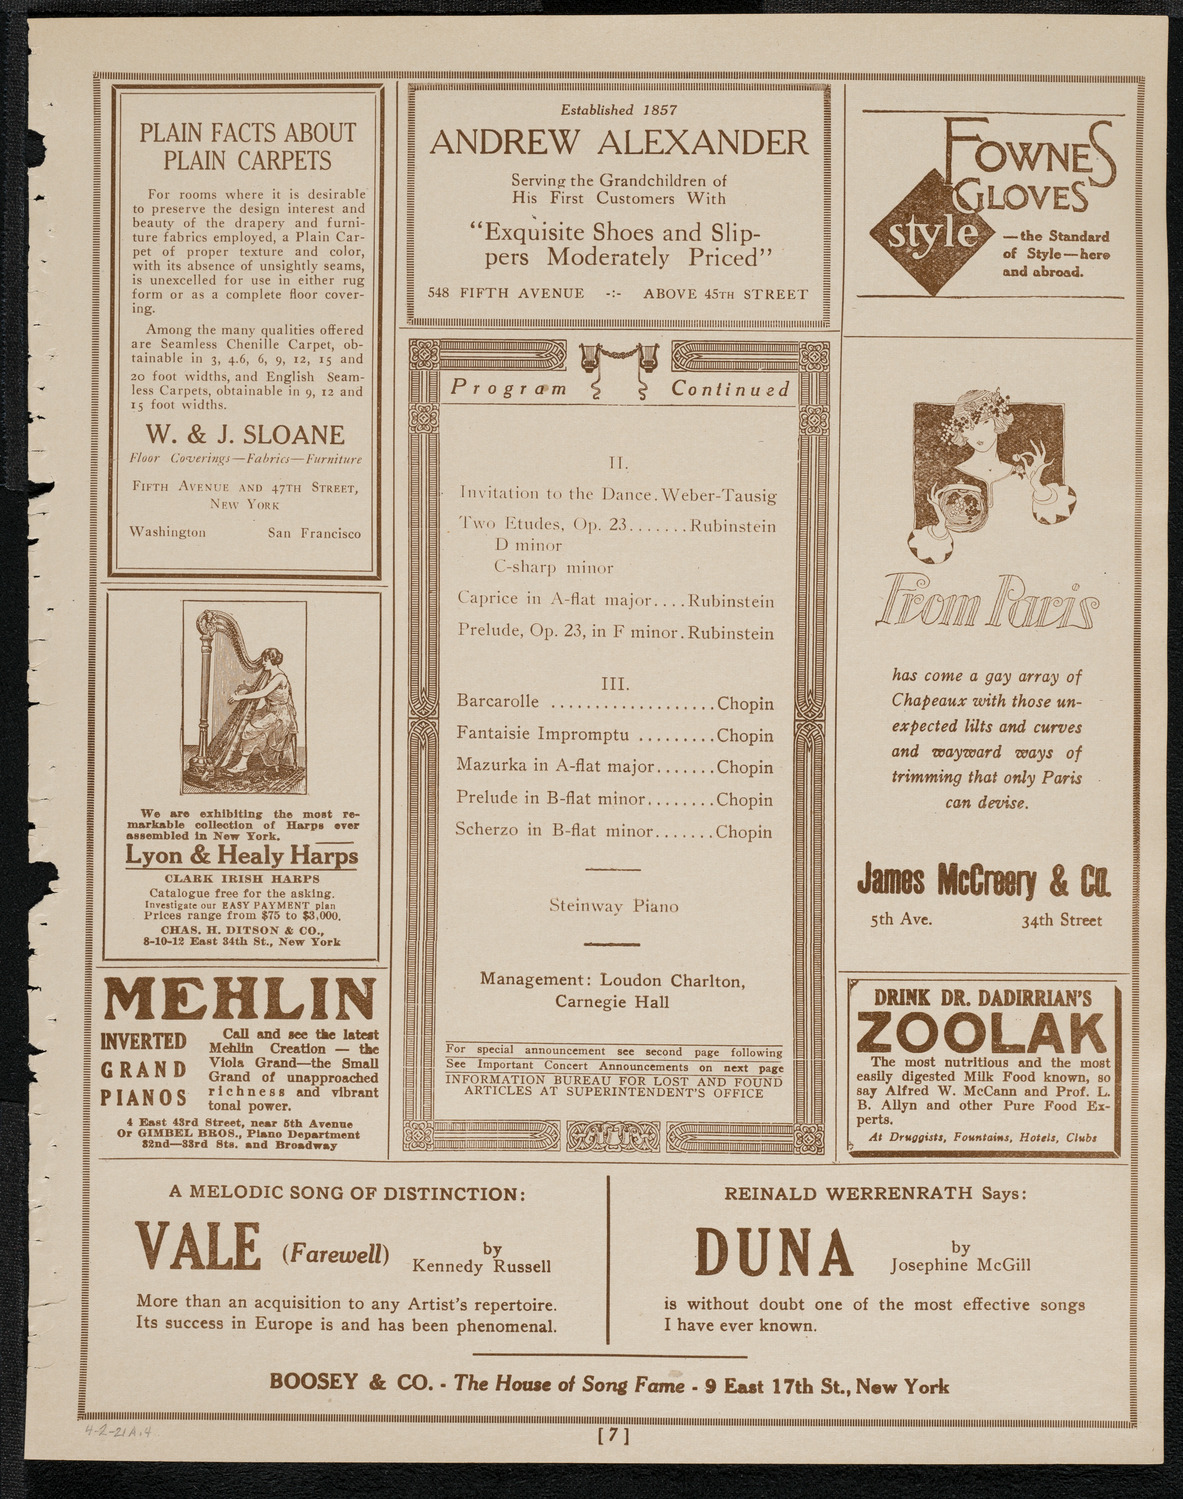 PLAIN FACTS ABOUT
PLAIN CARPETS
For rooms where it is desirable
to preserve the design interest and
beauty of the drapery and furni-
ture fabrics employed, a Plain Car-
pet of proper texture and color,
with its absence of unsightly seams,
is unexcelled for use in either rug
form or as a complete floor cover-
ing.
Among the many qualities offered
are Seamless Chenille Carpet, ob-
tainable in 3, 4.6, 6, 9, 12, 15 and
20 foot widths, and English Seam-
less Carpets, obtainable in 9, 12 and
15 foot widths.
W. & J. SLOANE
Floor Coverings—Fabrics—Furniture
FIFTH AVENUE AND 47TH STREET,
NEW YORK
Washington San Francisco
We are exhibiting the most re-
markable collection of Harps ever
assembled in New York.
Lyon & Healy Harps
CLARK IRISH HARPS
Catalogue free for the asking.
Investigate our EASY PAYMENT plan
Prices range from $75 to $3,000.
CHAS. H. DITSON & CO.,
8-10-12 East 34th St., New York
MEHLIN
INVERTED
GRAND
PIANOS
Call and see the latest
Mehlin Creation — the
Viola Grand—the Small
Grand of unapproached
richness and vibrant
tonal power.
4 East 43rd Street, near 5th Avenue
Or GIMBEL BROS., Piano Department
32nd—33rd Sts. and Broadway
Established 1857
ANDREW ALEXANDER
Serving the Grandchildren of
His First Customers With
"Exquisite Shoes and Slip-
pers Moderately Priced"
548 FIFTH AVENUE -:- ABOVE 45TH STREET
Program Continued
II.
Invitation to the Dance. Weber-Tausig
Two Etudes, Op. 23.......Rubinstein
D minor
C-sharp minor
Caprice in A-flat major....Rubinstein
Prelude, Op. 23, in F minor. Rubinstein
III.
Barcarolle ..................Chopin
Fantaisie Impromptu .........Chopin
Mazurka in A-flat major.......Chopin
Prelude in B-flat minor........Chopin
Scherzo in B-flat minor.......Chopin
Steinway Piano
Management: Loudon Charlton,
Carnegie Hall
For special announcement see second page following
See Important Concert Announcements on next page
INFORMATION BUREAU FOR LOST AND FOUND
ARTICLES AT SUPERINTENDENT'S OFFICE
FOWNES
GLOVES
style
—the Standard
of Style—here
and abroad.
From Paris
has come a gay array of
Chapeaux with those un-
expected lilts and curves
and wayward ways of
trimming that only Paris
can devise.
James McCreery & Co.
5th Ave. 34th Street
DRINK DR. DADIRRIAN'S
ZOOLAK
The most nutritious and the most
easily digested Milk Food known, so
say Alfred W. McCann and Prof. L.
B. Allyn and other Pure Food Ex-
perts.
At Druggists, Fountains, Hotels, Clubs
A MELODIC SONG OF DISTINCTION:
VALE (Farewell) by
Kennedy Russell
More than an acquisition to any Artist's repertoire.
Its success in Europe is and has been phenomenal.
REINALD WERRENRATH Says:
DUNA by
Josephine McGill
is without doubt one of the most effective songs
I have ever known.
BOOSEY & CO. - The House of Song Fame - 9 East 17th St., New York
[7]
4-2-21A.4